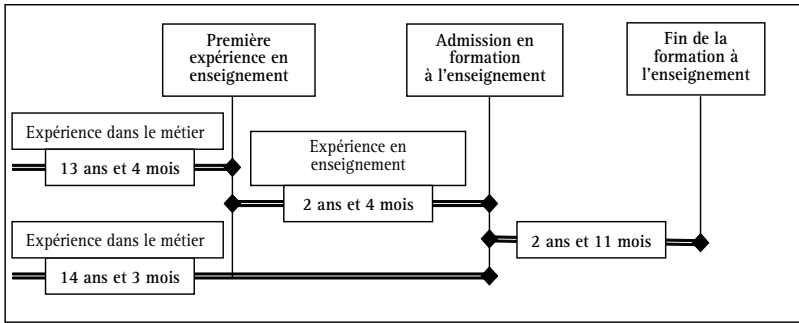 Première
expérience en
enseignement
Admission en
formation
à l'enseignement
Fin de la
formation à
l'enseignement
Expérience dans le métier
13 ans et 4 mois
Expérience en
enseignement
2 ans et 4 mois
Expérience dans le métier
2 ans et 11 mois
14 ans et 3 mois